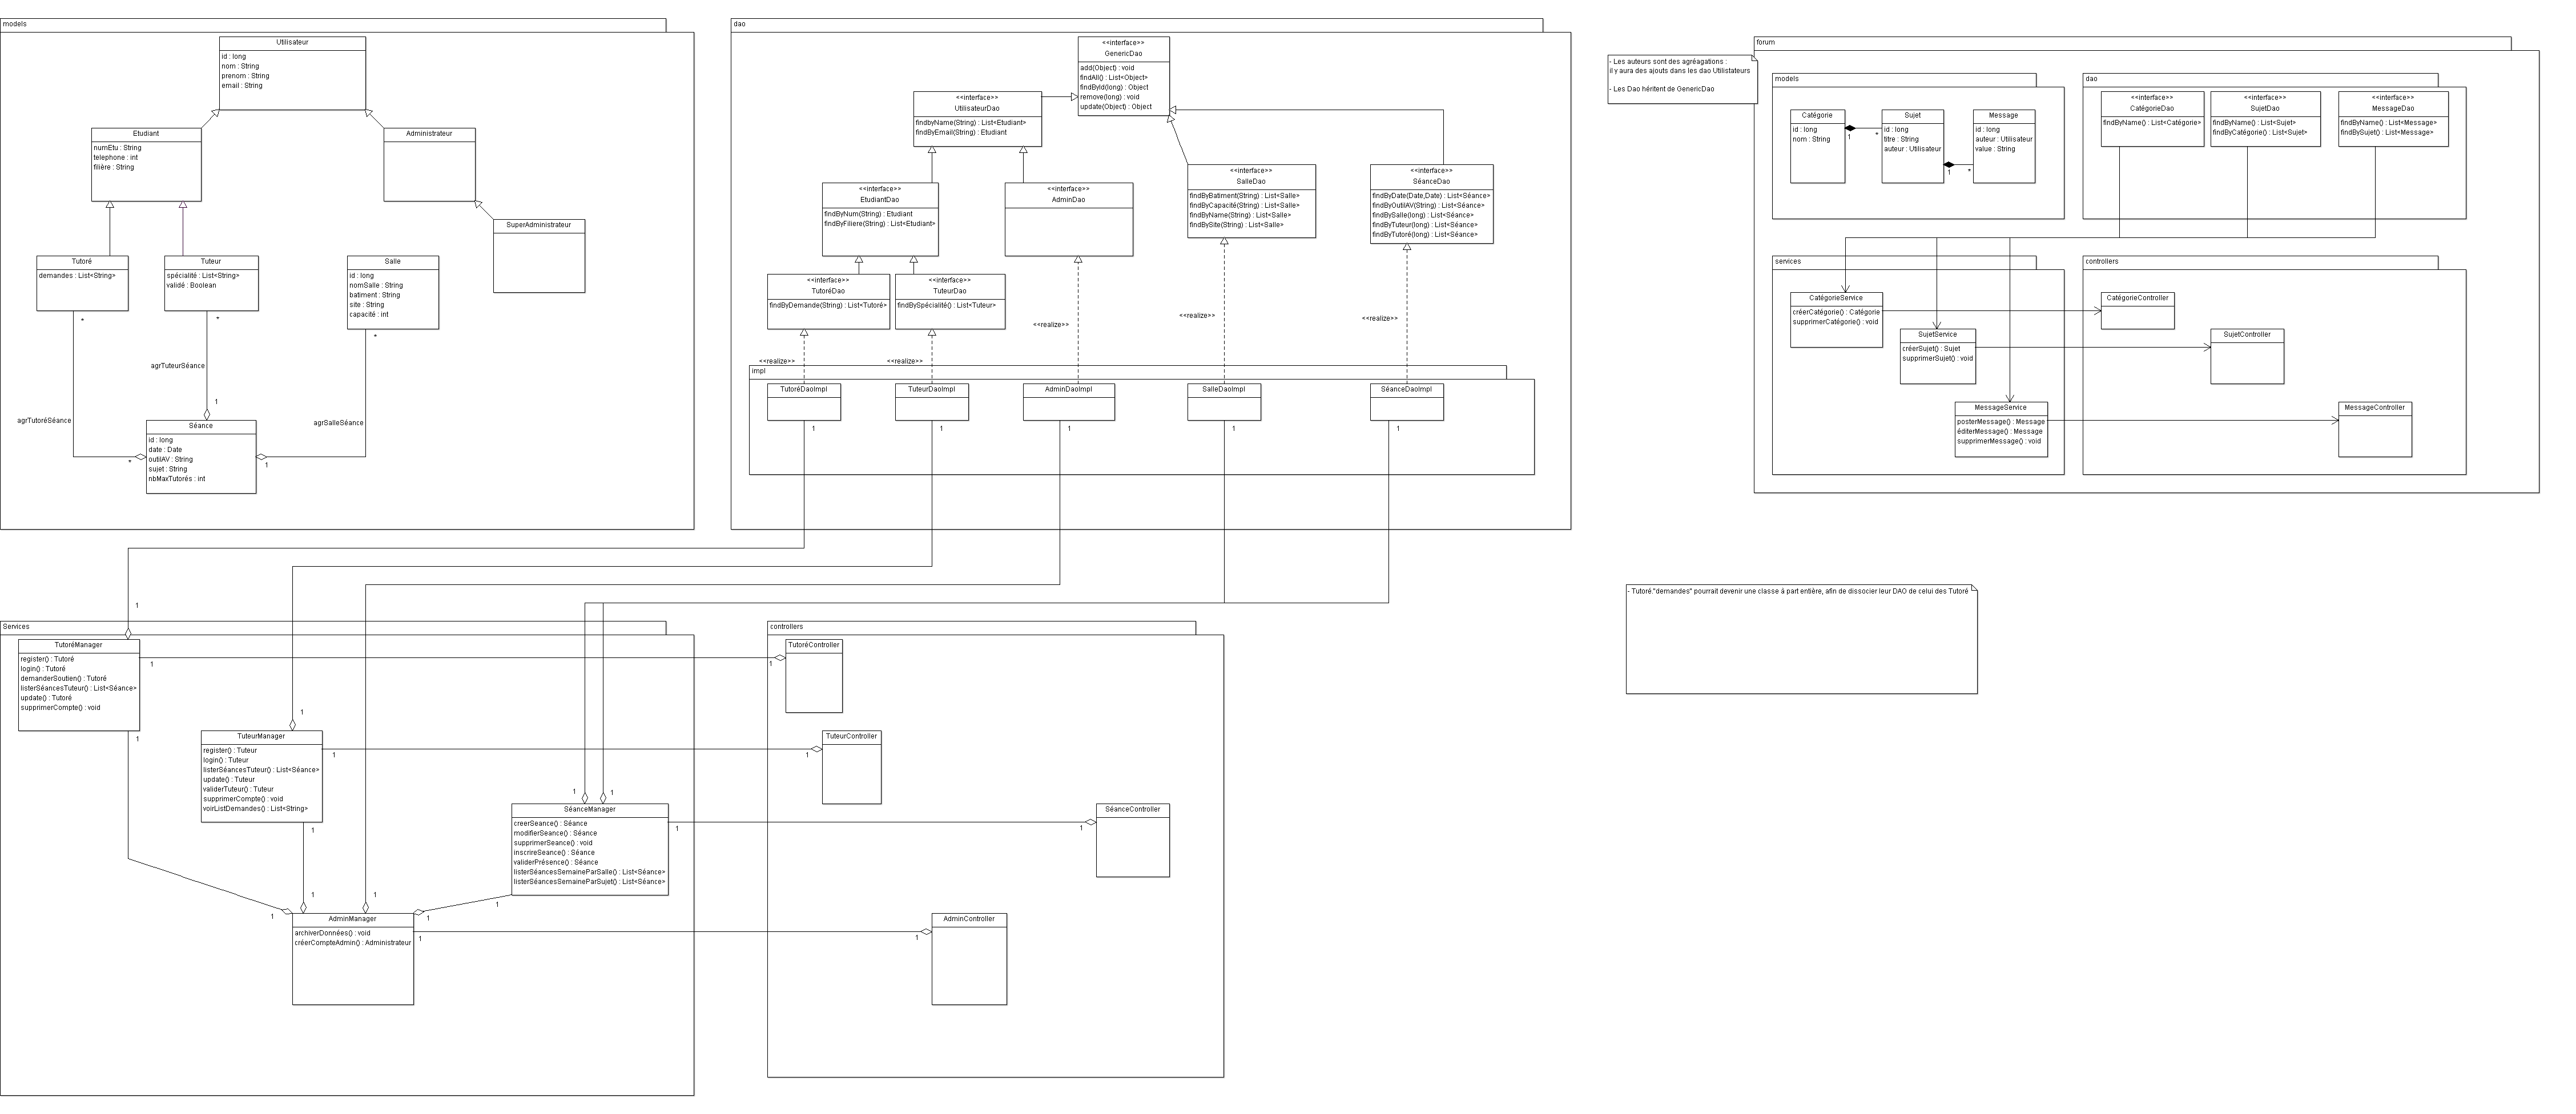 models
Utilisateur
id : long
nom : String
prenom : String
email : String
Etudiant
numEtu : String
telephone : int
filière : String
Administrateur
SuperAdministrateur
Tutoré
demandes : List<String>
Tuteur
spécialité : List<String>
validé : Boolean
Salle
id : long
nomSalle : String
batiment : String
site : String
capacité : int
*
*
*
agrTuteurSéance
agrTutoréSéance
agrSalleSéance
1
*
1
Séance
id : long
date : Date
outilAV : String
sujet : String
nbMaxTutorés : int
dao
<<interface>>
GenericDao
add(Object) : void
findAll() : List<Object>
findById(long) : Object
remove(long) : void
update(Object) : Object
<<interface>>
UtilisateurDao
findbyName(String) : List<Etudiant>
findByEmail(String) : Etudiant
<<interface>>
EtudiantDao
findByNum(String) : Etudiant
findByFiliere(String) : List<Etudiant>
<<interface>>
AdminDao
<<interface>>
SalleDao
findByBatiment(String) : List<Salle>
findByCapacité(String) : List<Salle>
findByName(String) : List<Salle>
findBySite(String) : List<Salle>
<<interface>>
SéanceDao
findByDate(Date,Date) : List<Séance>
findByOutilAV(String) : List<Séance>
findBySalle(long) : List<Séance>
findByTuteur(long) : List<Séance>
findByTutoré(long) : List<Séance>
<<interface>>
TutoréDao
findByDemande(String) : List<Tutoré>
<<interface>>
TuteurDao
findBySpécialité() : List<Tuteur>
<<realize>>
<<realize>>
<<realize>>
<<realize>>
<<realize>>
impl
TutoréDaoImpl
TuteurDaoImpl
AdminDaoImpl
SalleDaoImpl
SéanceDaoImpl
1
1
1
1
1
- Les auteurs sont des agréagations :
il y aura des ajouts dans les dao Utilistateurs
- Les Dao héritent de GenericDao
forum
models
Catégorie
id : long
nom : String
1
*
Sujet
id : long
titre : String
auteur : Utilisateur
1
*
Message
id : long
auteur : Utilisateur
value : String
dao
<<interface>>
CatégorieDao
findByName() : List<Catégorie>
<<interface>>
SujetDao
findByName() : List<Sujet>
findByCatégorie() : List<Sujet>
<<interface>>
MessageDao
findByName() : List<Message>
findBySujet() : List<Message>
services
CatégorieService
créerCatégorie() : Catégorie
supprimerCatégorie() : void
SujetService
créerSujet() : Sujet
supprimerSujet() : void
MessageService
posterMessage() : Message
éditerMessage() : Message
supprimerMessage() : void
controllers
CatégorieController
SujetController
MessageController
- Tutoré."demandes" pourrait devenir une classe à part entière, afin de dissocier leur DAO de celui des Tutoré
Services
1
TutoréManager
register() : Tutoré
login() : Tutoré
demanderSoutien() : Tutoré
listerSéancesTuteur() : List<Séance>
update() : Tutoré
supprimerCompte() : void
1
1
1
TuteurManager
register() : Tuteur
login() : Tuteur
listerSéancesTuteur() : List<Séance>
update() : Tuteur
validerTuteur() : Tuteur
supprimerCompte() : void
voirListDemandes() : List<String>
1
1
1
1
SéanceManager
creerSeance() : Séance
modifierSeance() : Séance
supprimerSeance() : void
inscrireSeance() : Séance
validerPrésence() : Séance
listerSéancesSemaineParSalle() : List<Séance>
listerSéancesSemaineParSujet() : List<Séance>
1
1
1
1
1
1
AdminManager
archiverDonnées() : void
créerCompteAdmin() : Administrateur
1
controllers
TutoréController
1
TuteurController
1
SéanceController
1
AdminController
1